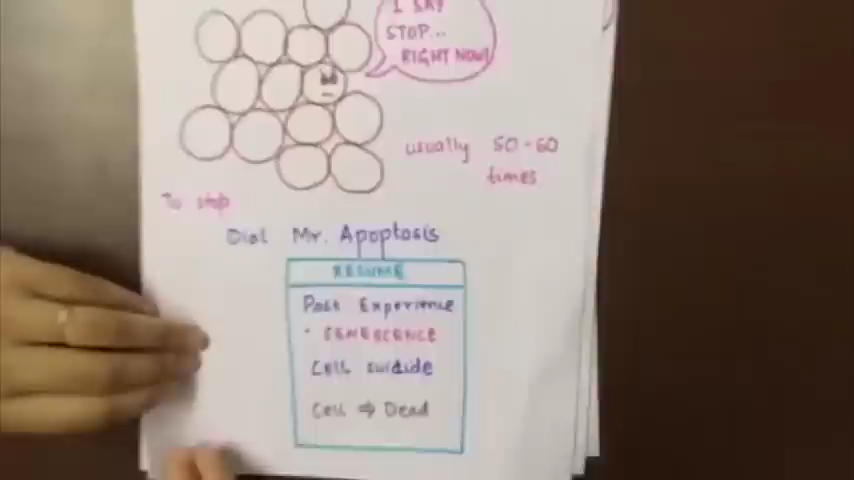 I SAY
STOP...
RIGHT NOW!
usually 50-60
times
To stop
Dial Mr. Apoptosis
RESUME
Past Experience
• SENESCENCE
Cell suicide
Cell ⇒ Dead